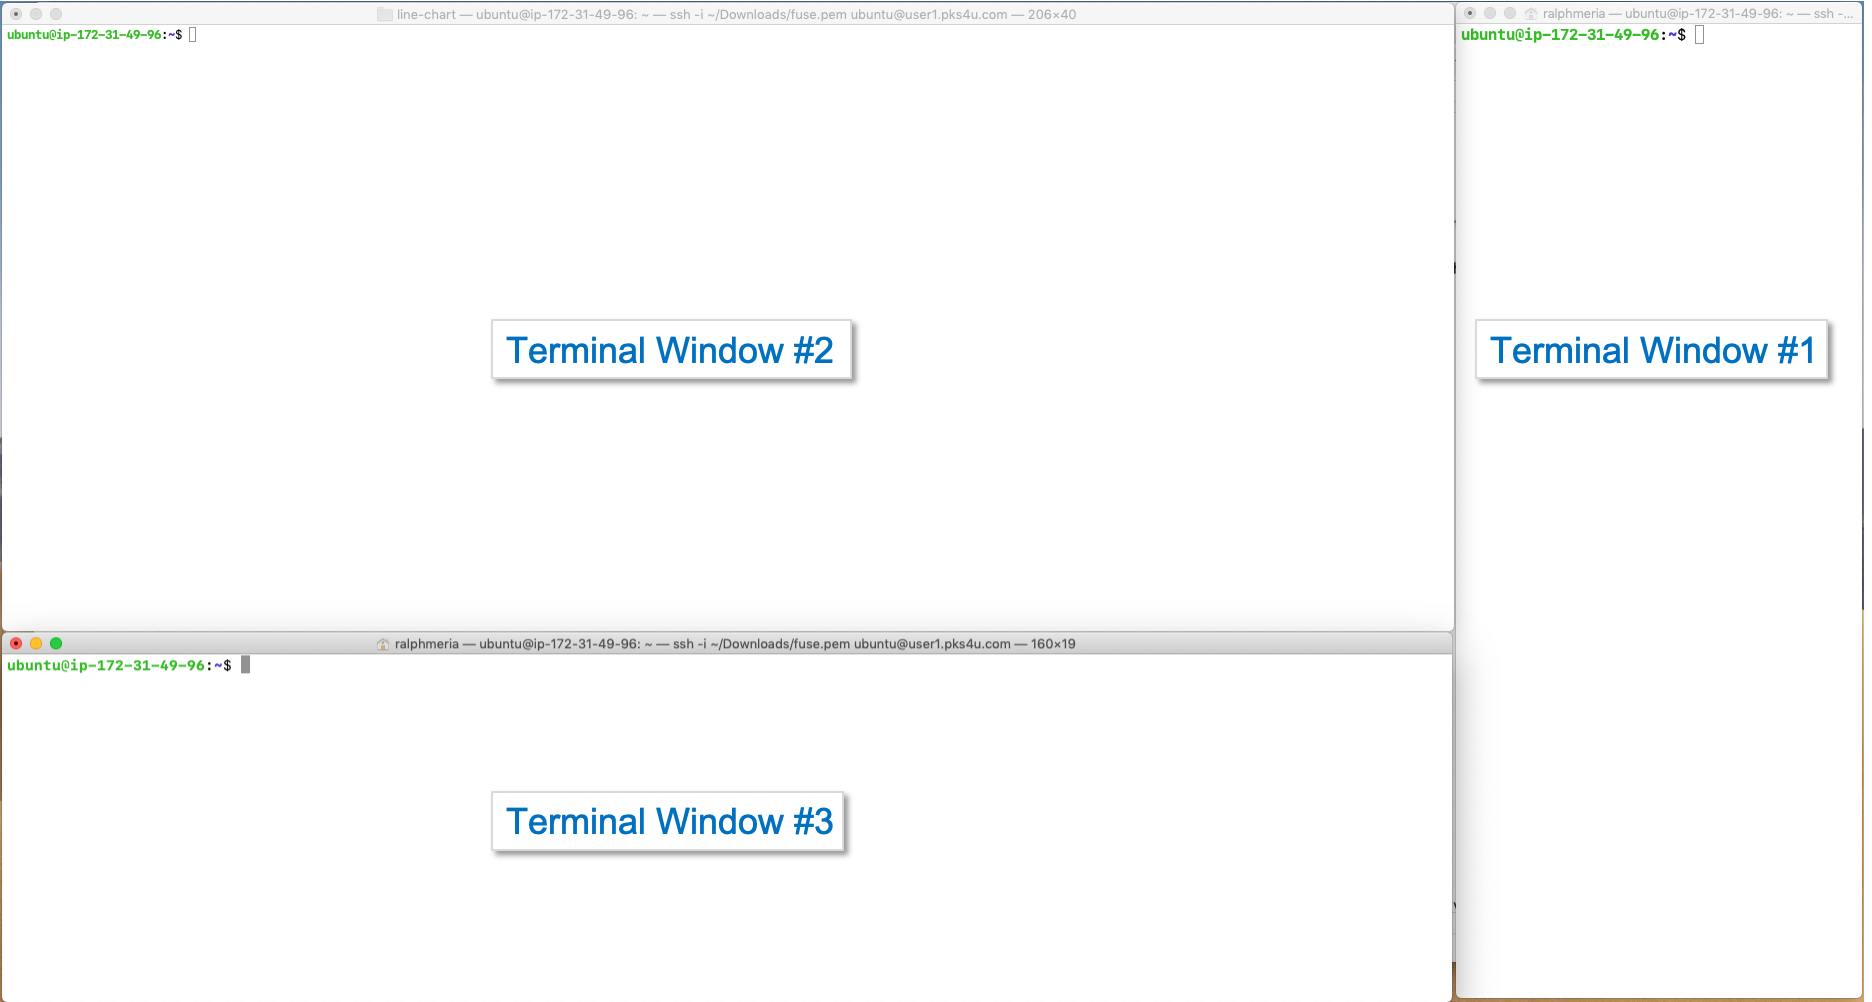 line-chart — ubuntu@ip-172-31-49-96: ~ — ssh -i ~/Downloads/fuse.pem ubuntu@user1.pks4u.com — 206×40
ubuntu@ip-172-31-49-96:~$
Terminal Window #2
ralphmeria — ubuntu@ip-172-31-49-96: ~ — ssh -...
ubuntu@ip-172-31-49-96:~$
Terminal Window #1
ralphmeria — ubuntu@ip-172-31-49-96: ~ — ssh -i ~/Downloads/fuse.pem ubuntu@user1.pks4u.com — 160×19
ubuntu@ip-172-31-49-96:~$
Terminal Window #3